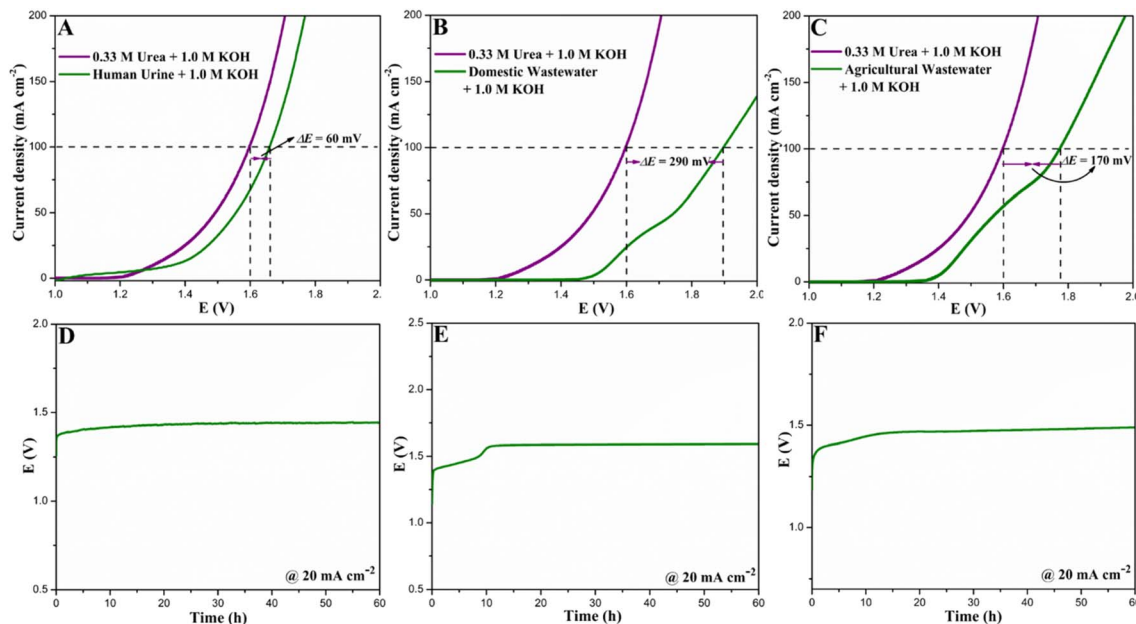 A
0.33 M Urea + 1.0 M KOH
Human Urine + 1.0 M KOH
ΔE = 60 mV
Current density (mA cm-2)
200
150
100
50
0
1.0 1.2 1.4 1.6 1.8 2.
E (V)
B
0.33 M Urea + 1.0 M KOH
Domestic Wastewater
+ 1.0 M KOH
ΔE = 290 mV
Current density (mA cm-2)
200
150
100
50
0
1.0 1.2 1.4 1.6 1.8 2.0
E (V)
C
0.33 M Urea + 1.0 M KOH
Agricultural Wastewater
+ 1.0 M KOH
ΔE = 170 mV
Current density (mA cm-2)
200
150
100
50
0
1.0 1.2 1.4 1.6 1.8 2.
E (V)
D
E (V)
2.0
1.5
1.0
0.5
@ 20 mA cm-2
0 10 20 30 40 50 60
Time (h)
E
E (V)
2.5
2.0
1.5
1.0
0.5
@ 20 mA cm-2
0 10 20 30 40 50 60
Time (h)
F
E (V)
2.0
1.5
1.0
@ 20 mA cm-2
0 10 20 30 40 50 60
Time (h)